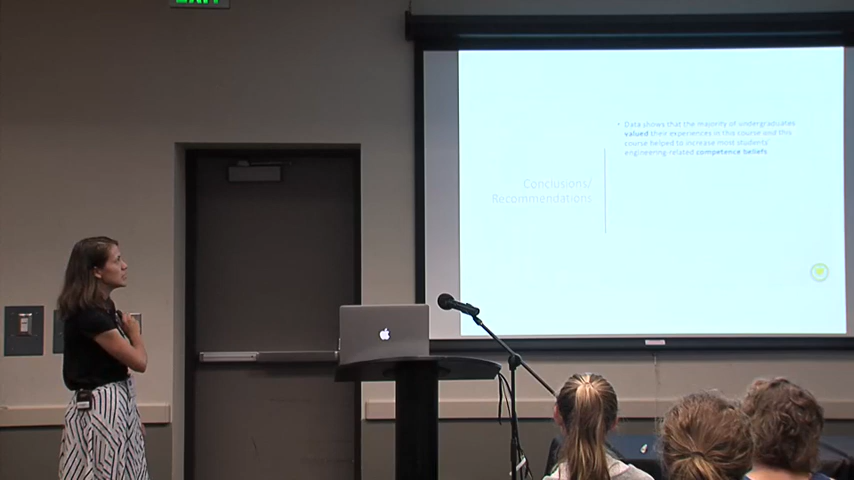 EXIT
• Data shows that the majority of undergraduates
valued their experiences in this course and this
course helped to increase most students'
engineering-related competence beliefs
Conclusions/
Recommendations